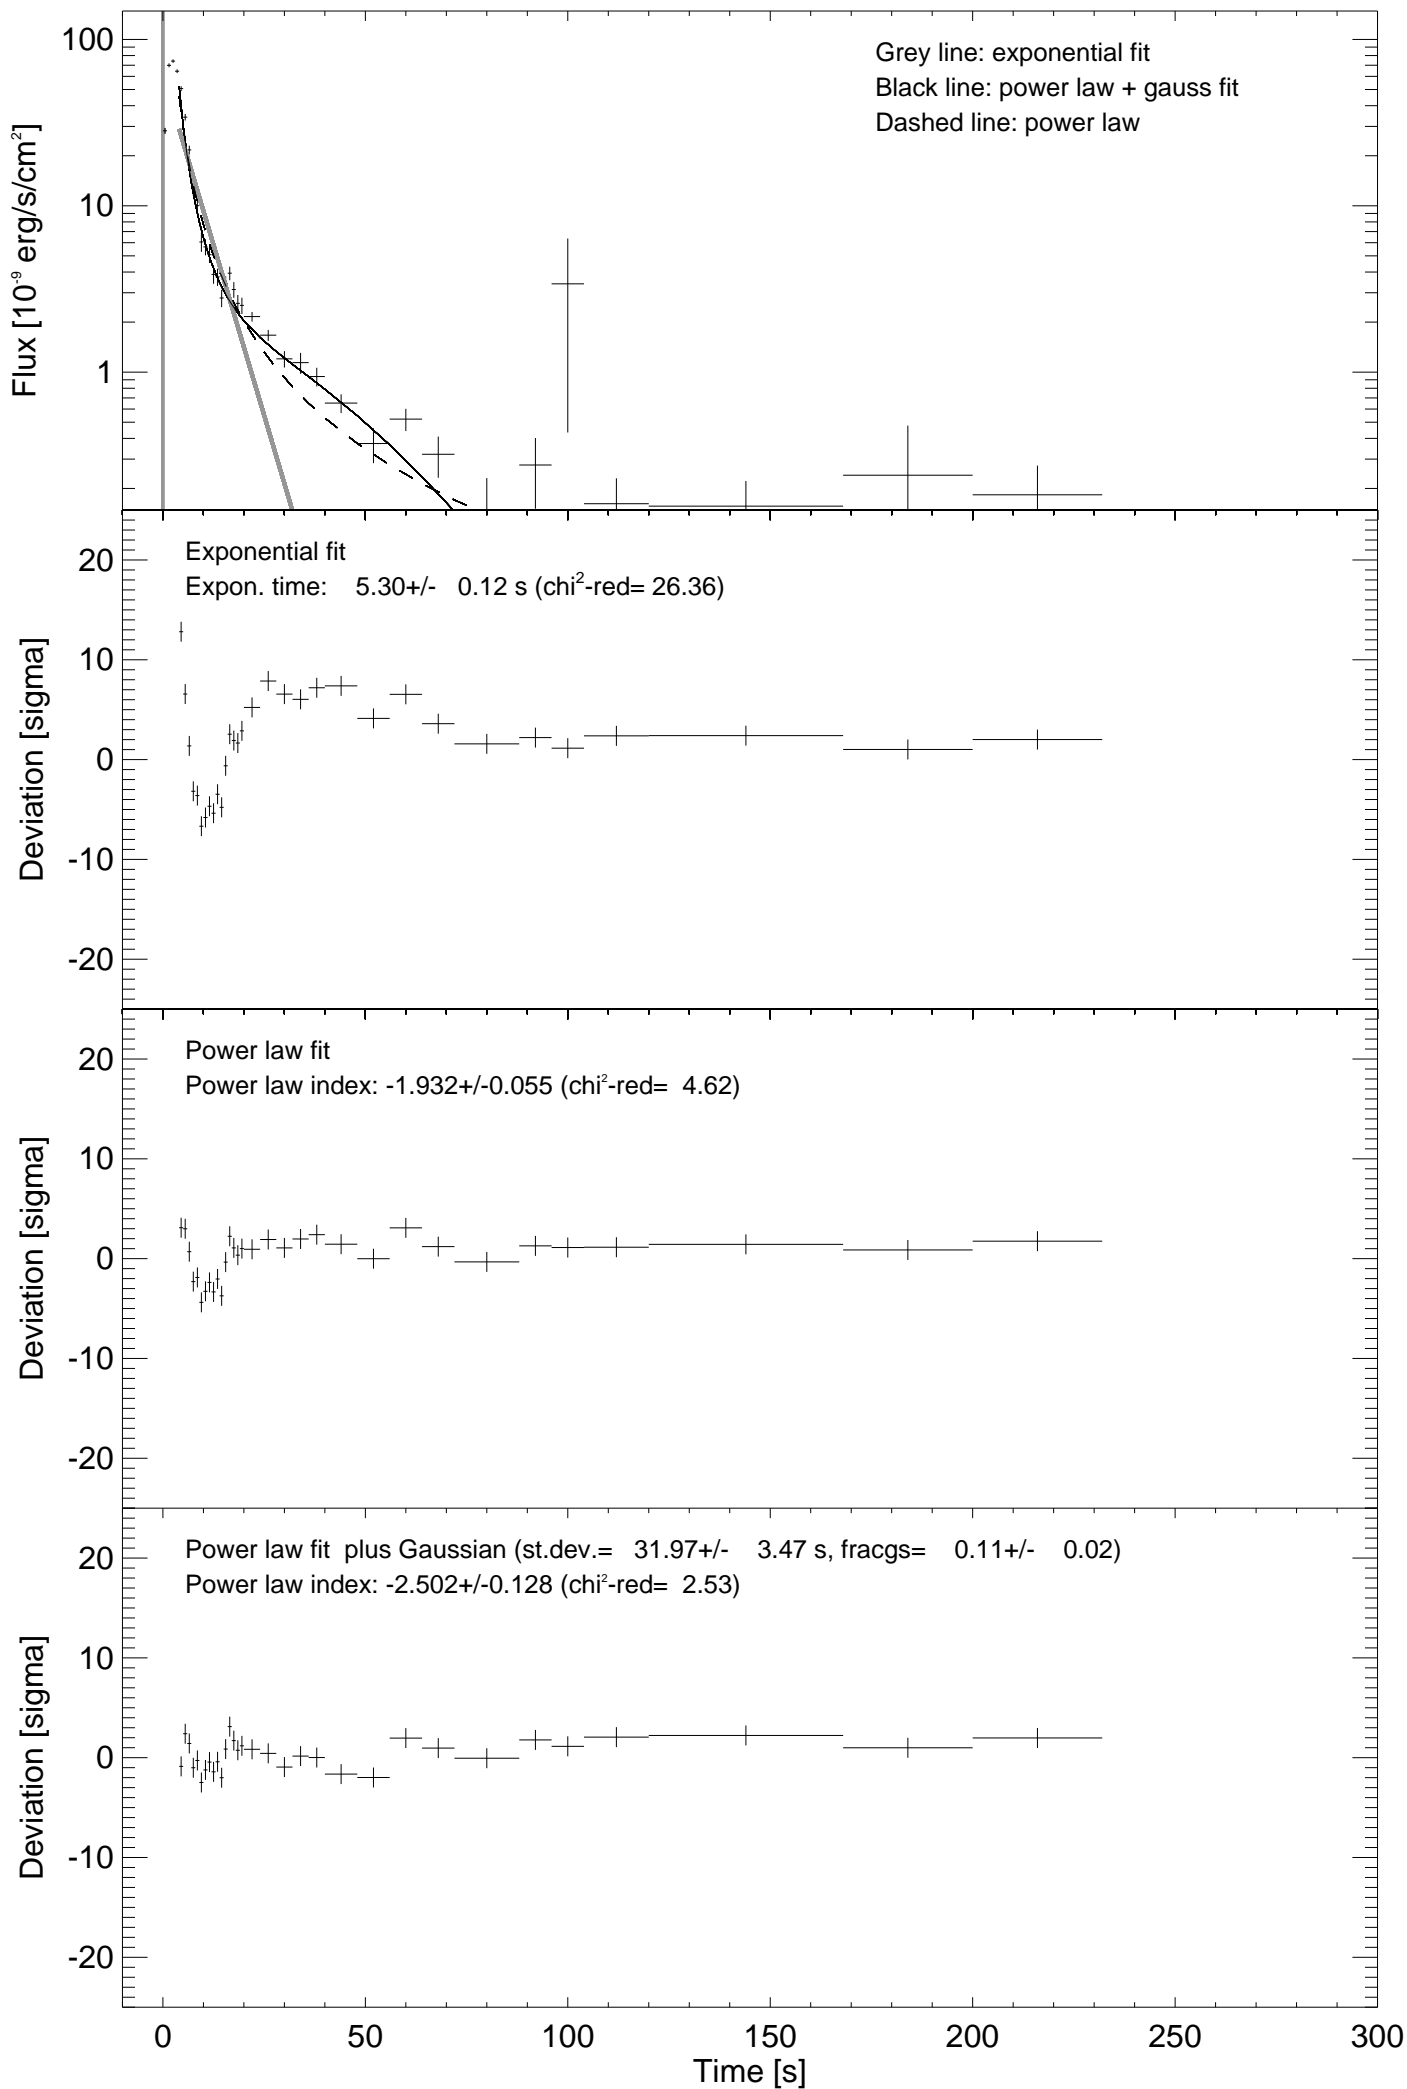 100
10
1
Flux [10⁻⁹ erg/s/cm²]
Grey line: exponential fit
Black line: power law + gauss fit
Dashed line: power law
20
10
0
-10
-20
Deviation [sigma]
Exponential fit
Expon. time: 5.30+/- 0.12 s (chi²-red= 26.36)
20
10
0
-10
-20
Deviation [sigma]
Power law fit
Power law index: -1.932+/-0.055 (chi²-red= 4.62)
20
10
0
-10
-20
Deviation [sigma]
Power law fit plus Gaussian (st.dev.= 31.97+/- 3.47 s, fracgs= 0.11+/- 0.02)
Power law index: -2.502+/-0.128 (chi²-red= 2.53)
0 50 100 150 200 250 300
Time [s]